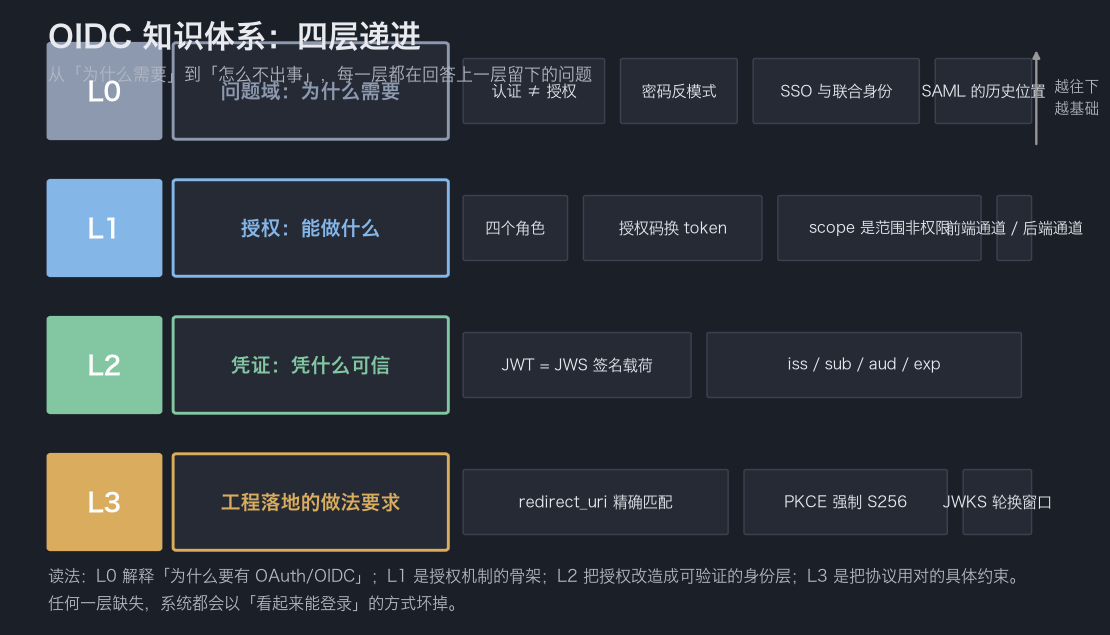 OIDC 知识体系：四层递进
从「为什么需要」到「怎么不出事」，每一层都在回答上一层留下的问题
L0
问题域：为什么需要
认证 ≠ 授权
密码反模式
SSO 与联合身份
SAML 的历史位置
越往下
越基础
L1
授权：能做什么
四个角色
授权码换 token
scope 是范围非权限
前端通道 / 后端通道
L2
凭证：凭什么可信
JWT = JWS 签名载荷
iss / sub / aud / exp
L3
工程落地的做法要求
redirect_uri 精确匹配
PKCE 强制 S256
JWKS 轮换窗口
读法：L0 解释「为什么要有 OAuth/OIDC」；L1 是授权机制的骨架；L2 把授权改造成可验证的身份层；L3 是把协议用对的具体约束。
任何一层缺失，系统都会以「看起来能登录」的方式坏掉。